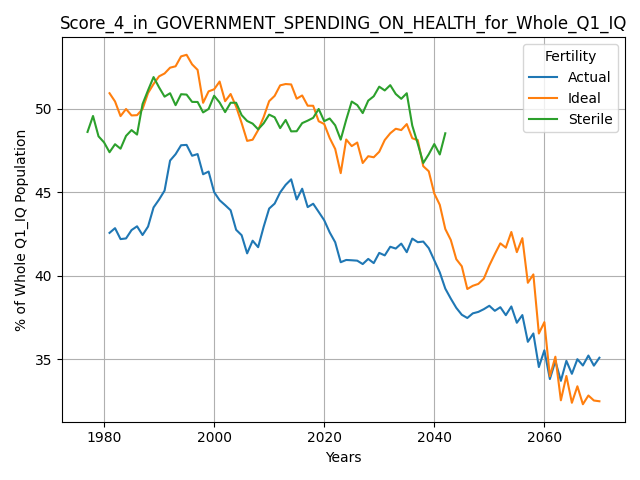 Score_4_in_GOVERNMENT_SPENDING_ON_HEALTH_for_Whole_Q1_IQ
Fertility
Actual
Ideal
Sterile
% of Whole Q1_IQ Population
50
45
40
35
1980
2000
2020
2040
2060
Years